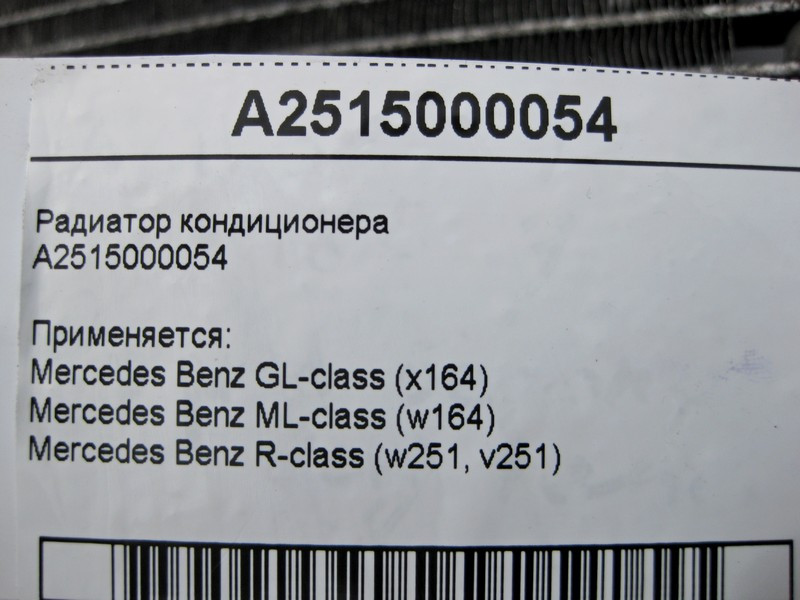 A2515000054
Радиатор кондиционера
A2515000054
Применяется:
Mercedes Benz GL-class (x164)
Mercedes Benz ML-class (w164)
Mercedes Benz R-class (w251, v251)